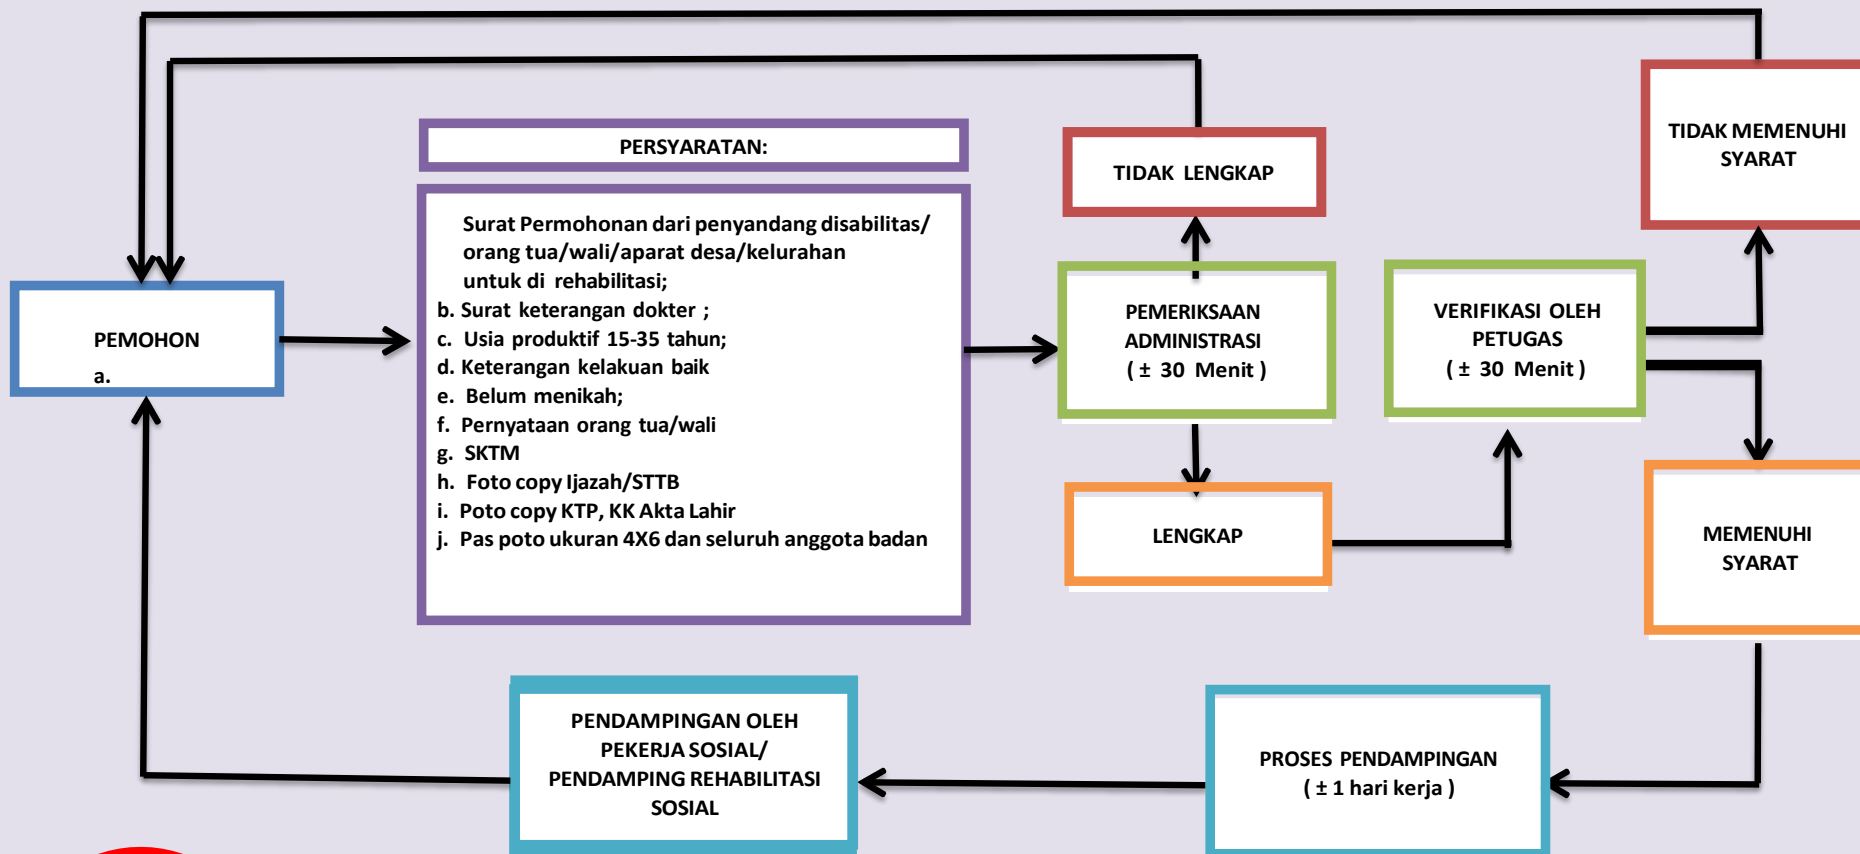 PERSYARATAN:
Surat Permohonan dari penyandang disabilitas/
orang tua/wali/aparat desa/kelurahan
untuk di rehabilitasi;
b. Surat keterangan dokter ;
c. Usia produktif 15-35 tahun;
d. Keterangan kelakuan baik
e. Belum menikah;
f. Pernyataan orang tua/wali
g. SKTM
h. Foto copy Ijazah/STTB
i. Poto copy KTP, KK Akta Lahir
j. Pas poto ukuran 4X6 dan seluruh anggota badan
PEMOHON
a.
TIDAK LENGKAP
PEMERIKSAAN
ADMINISTRASI
( ± 30 Menit )
LENGKAP
VERIFIKASI OLEH
PETUGAS
( ± 30 Menit )
TIDAK MEMENUHI
SYARAT
MEMENUHI
SYARAT
PROSES PENDAMPINGAN
( ± 1 hari kerja )
PENDAMPINGAN OLEH
PEKERJA SOSIAL/
PENDAMPING REHABILITASI
SOSIAL